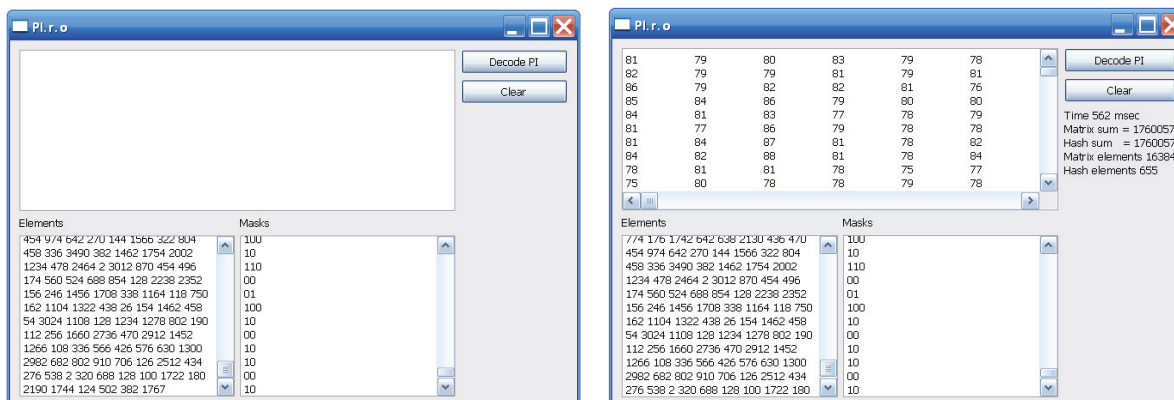 PI.r.o
Decode PI
Clear
Elements
454 974 642 270 144 1566 322 804
458 336 3490 382 1462 1754 2002
1234 478 2464 2 3012 870 454 496
174 560 524 688 854 128 2238 2352
156 246 1456 1708 338 1164 118 750
162 1104 1322 438 26 154 1462 458
54 3024 1108 128 1234 1278 802 190
112 256 1660 2736 470 2912 1452
1266 108 336 566 426 576 630 1300
2982 682 802 910 706 126 2512 434
276 538 2 320 688 128 100 1722 180
2190 1744 124 502 382 1767
Masks
100
10
110
00
01
100
10
00
10
10
00
10
PI.r.o
81 79 80 83 79 78
82 79 79 81 79 81
86 79 82 82 81 76
85 84 86 79 80 80
84 81 83 77 78 79
81 77 86 79 78 78
81 84 87 81 78 82
84 82 88 81 78 84
78 81 81 78 75 77
75 80 78 78 79 78
Decode PI
Clear
Time 562 msec
Matrix sum = 1760057
Hash sum = 1760057
Matrix elements 16384
Hash elements 655
Elements
774 176 1742 642 638 2130 436 470
454 974 642 270 144 1566 322 804
458 336 3490 382 1462 1754 2002
1234 478 2464 2 3012 870 454 496
174 560 524 688 854 128 2238 2352
156 246 1456 1708 338 1164 118 750
162 1104 1322 438 26 154 1462 458
54 3024 1108 128 1234 1278 802 190
112 256 1660 2736 470 2912 1452
1266 108 336 566 426 576 630 1300
2982 682 802 910 706 126 2512 434
276 538 2 320 688 128 100 1722 180
Masks
100
10
110
00
01
100
10
00
10
10
00
10